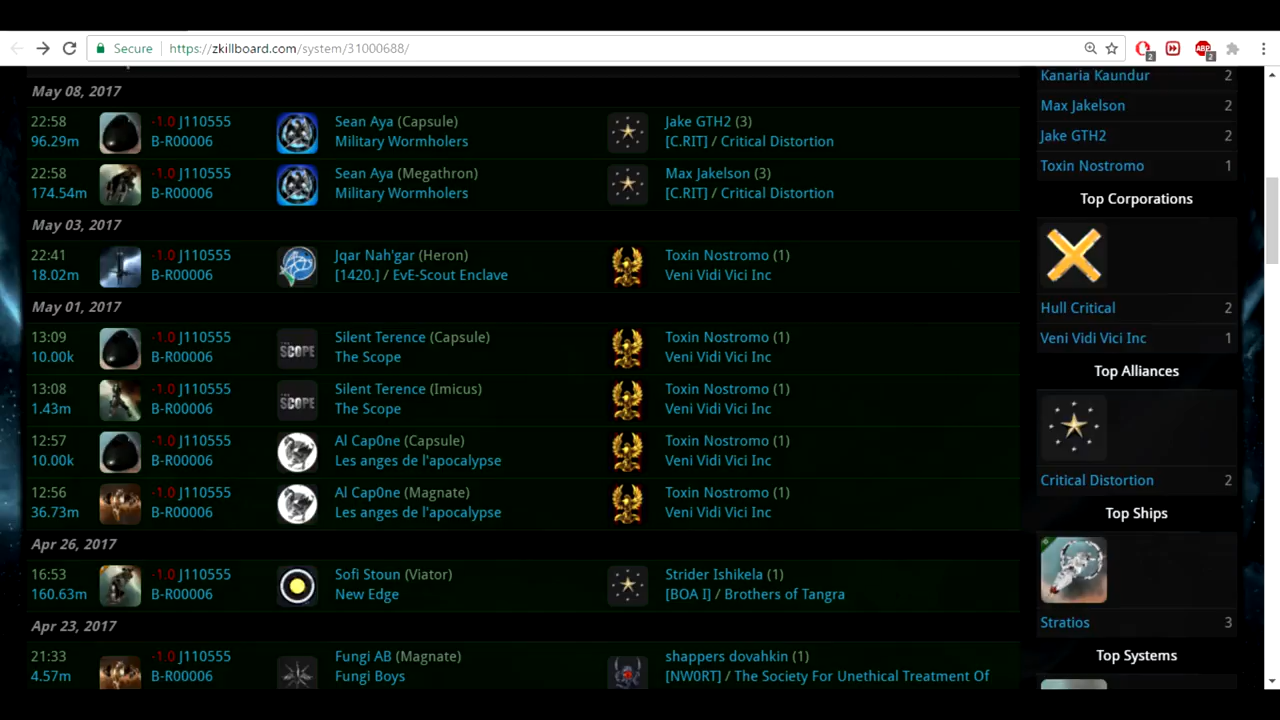 Secure https://zkillboard.com/system/31000688/
2
2
May 08, 2017
22:58 -1.0 J110555 Sean Aya (Capsule) Jake GTH2 (3)
96.29m B-R00006 Military Wormholers [C.RIT] / Critical Distortion
22:58 -1.0 J110555 Sean Aya (Megathron) Max Jakelson (3)
174.54m B-R00006 Military Wormholers [C.RIT] / Critical Distortion
May 03, 2017
22:41 -1.0 J110555 Jqar Nah'gar (Heron) Toxin Nostromo (1)
18.02m B-R00006 [1420.] / EvE-Scout Enclave Veni Vidi Vici Inc
May 01, 2017
13:09 -1.0 J110555 SCOPE Silent Terence (Capsule) Toxin Nostromo (1)
10.00k B-R00006 The Scope Veni Vidi Vici Inc
13:08 -1.0 J110555 SCOPE Silent Terence (Imicus) Toxin Nostromo (1)
1.43m B-R00006 The Scope Veni Vidi Vici Inc
12:57 -1.0 J110555 Al Cap0ne (Capsule) Toxin Nostromo (1)
10.00k B-R00006 Les anges de l'apocalypse Veni Vidi Vici Inc
12:56 -1.0 J110555 Al Cap0ne (Magnate) Toxin Nostromo (1)
36.73m B-R00006 Les anges de l'apocalypse Veni Vidi Vici Inc
Apr 26, 2017
16:53 -1.0 J110555 Sofi Stoun (Viator) Strider Ishikela (1)
160.63m B-R00006 New Edge [BOA I] / Brothers of Tangra
Apr 23, 2017
21:33 -1.0 J110555 Fungi AB (Magnate) shappers dovahkin (1)
4.57m B-R00006 Fungi Boys [NW0RT] / The Society For Unethical Treatment Of
Kanaria Kaundur 2
Max Jakelson 2
Jake GTH2 2
Toxin Nostromo 1
Top Corporations
Hull Critical 2
Veni Vidi Vici Inc 1
Top Alliances
Critical Distortion 2
Top Ships
Stratios 3
Top Systems